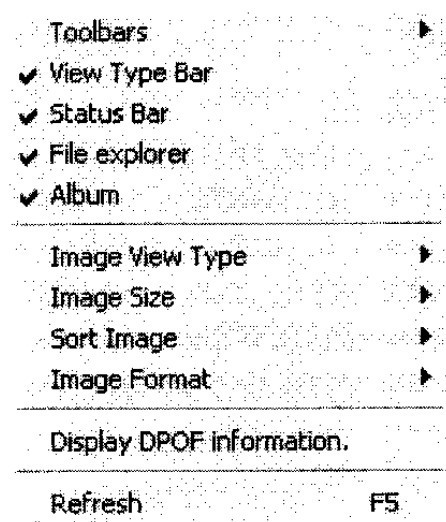 Toolbars
View Type Bar
Status Bar
File explorer
Album
Image View Type
Image Size
Sort Image
Image Format
Display DPOF information.
Refresh F5